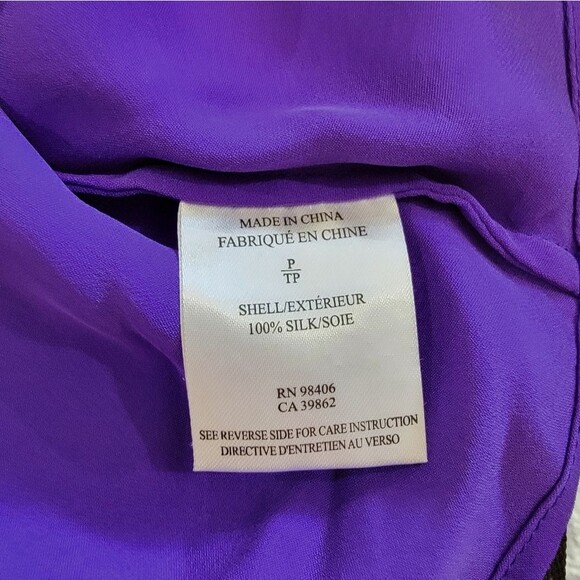 MADE IN CHINA
FABRIQUÉ EN CHINE
P
TP
SHELL/EXTÉRIEUR
100% SILK/SOIE
RN 98406
CA 39862
SEE REVERSE SIDE FOR CARE INSTRUCTION
DIRECTIVE D'ENTRETIEN AU VERSO